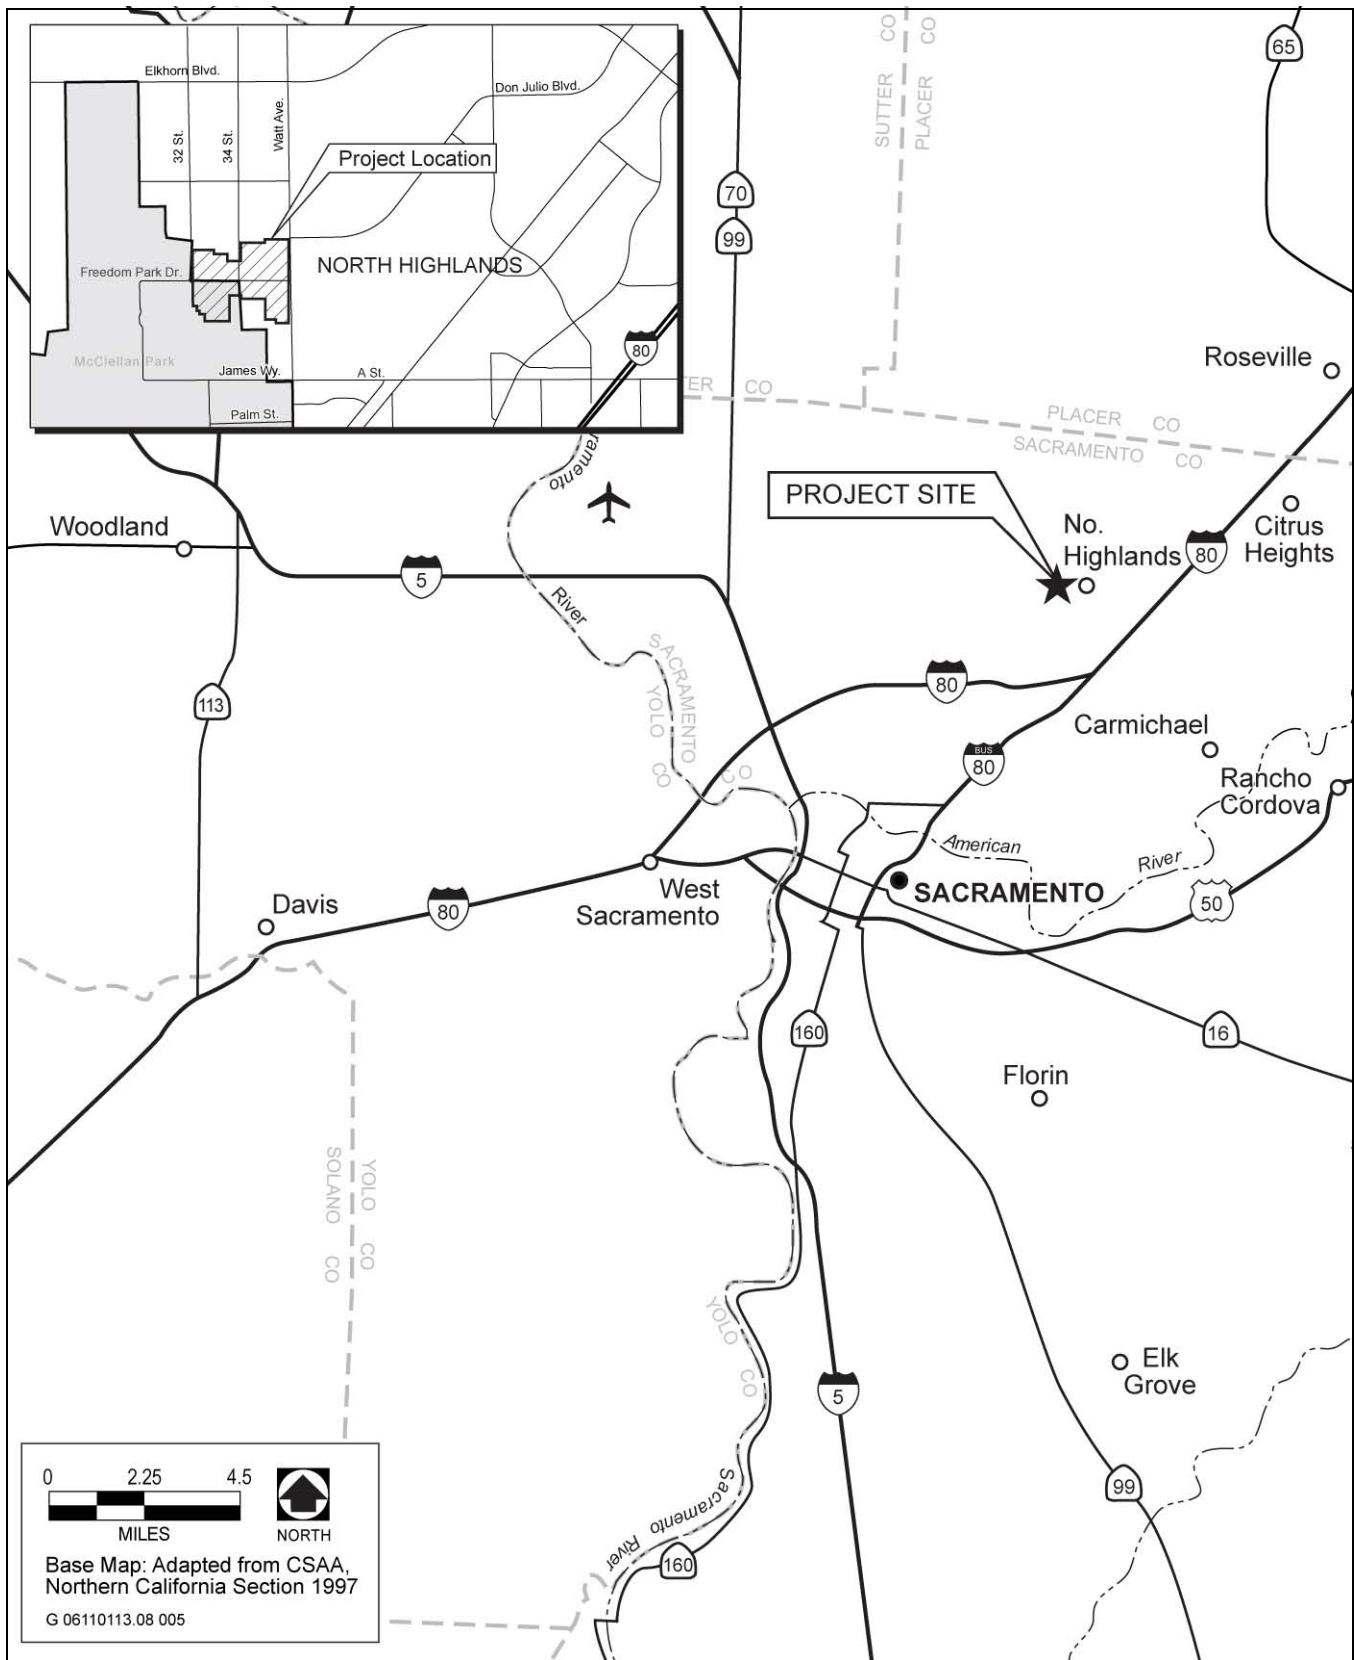 Elkhorn Blvd.
Don Julio Blvd.
32 St.
34 St.
Watt Ave.
Project Location
NORTH HIGHLANDS
Freedom Park Dr.
McClellan Park
James Wy.
A St.
Palm St.
80
SUTTER CO
PLACER CO
65
70
99
Roseville
CO
PLACER CO
SACRAMENTO CO
PROJECT SITE
No.
Highlands
Citrus
Heights
80
Woodland
5
River
SACRAMENTO CO
YOLO CO
113
80
BUS
80
Carmichael
Rancho
Cordova
American
River
West
Sacramento
SACRAMENTO
50
Davis
80
160
16
Florin
YOLO CO
SOLANO CO
YOLO CO
5
Elk
Grove
99
Sacramento River
160
0 2.25 4.5
MILES
NORTH
Base Map: Adapted from CSAA,
Northern California Section 1997
G 06110113.08 005